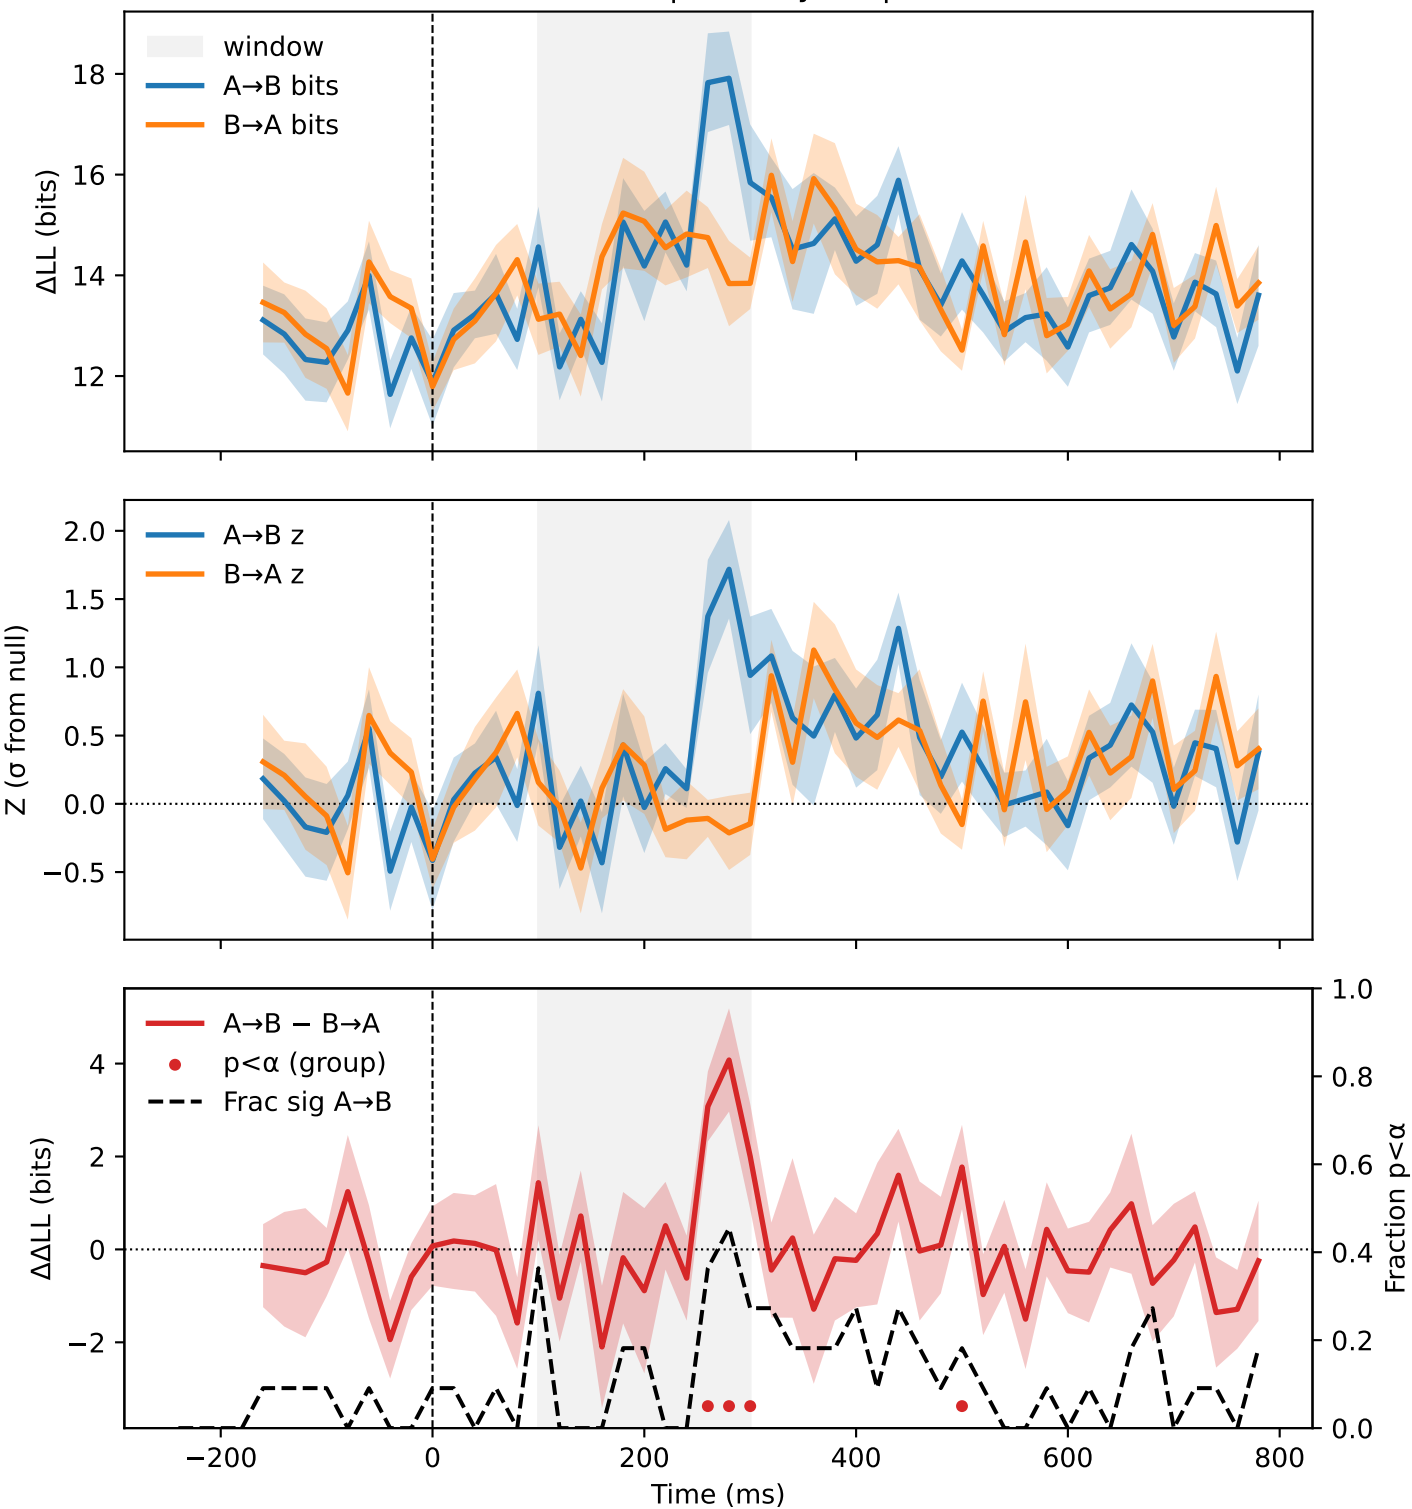 window
A→B bits
B→A bits
18
16
14
12
ΔLL (bits)
A→B z
B→A z
2.0
1.5
1.0
0.5
0.0
−0.5
Z (σ from null)
A→B − B→A
p<α (group)
Frac sig A→B
4
2
0
−2
ΔΔLL (bits)
1.0
0.8
0.6
0.4
0.2
0.0
Fraction p<α
−200 0 200 400 600 800
Time (ms)